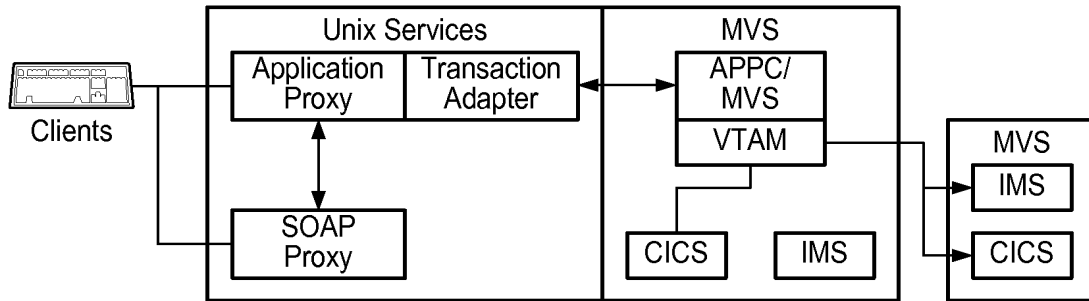 Unix Services
MVS
Application
Proxy
Transaction
Adapter
APPC/
MVS
VTAM
Clients
SOAP
Proxy
CICS
IMS
MVS
IMS
CICS